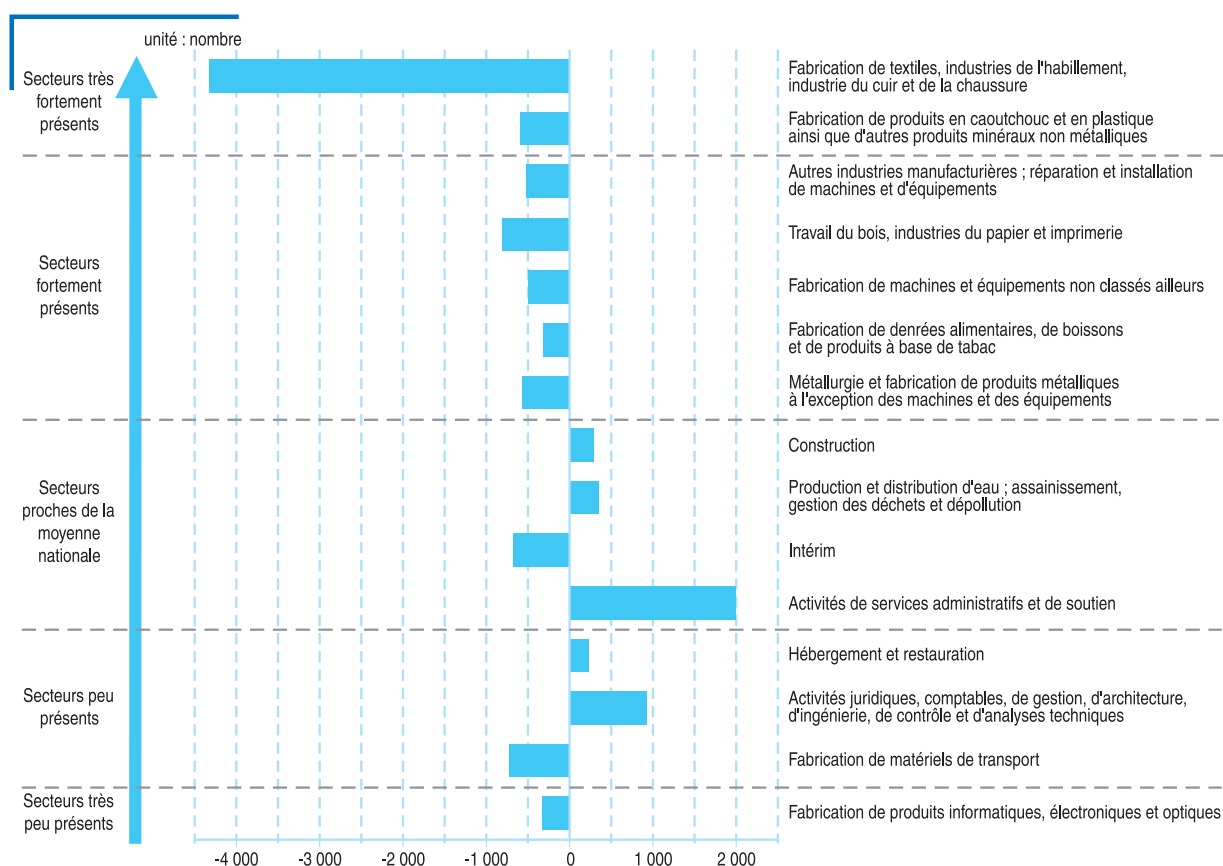 unité : nombre
Secteurs très
fortement
présents
Fabrication de textiles, industries de l'habillement,
industrie du cuir et de la chaussure
Fabrication de produits en caoutchouc et en plastique
ainsi que d'autres produits minéraux non métalliques
Secteurs
fortement
présents
Autres industries manufacturières ; réparation et installation
de machines et d'équipements
Travail du bois, industries du papier et imprimerie
Fabrication de machines et équipements non classés ailleurs
Fabrication de denrées alimentaires, de boissons
et de produits à base de tabac
Métallurgie et fabrication de produits métalliques
à l'exception des machines et des équipements
Secteurs
proches de la
moyenne
nationale
Construction
Production et distribution d'eau ; assainissement,
gestion des déchets et dépollution
Intérim
Activités de services administratifs et de soutien
Secteurs peu
présents
Hébergement et restauration
Activités juridiques, comptables, de gestion, d'architecture,
d'ingénierie, de contrôle et d'analyses techniques
Fabrication de matériels de transport
Secteurs très
peu présents
Fabrication de produits informatiques, électroniques et optiques
-4 000 -3 000 -2 000 -1 000 0 1 000 2 000